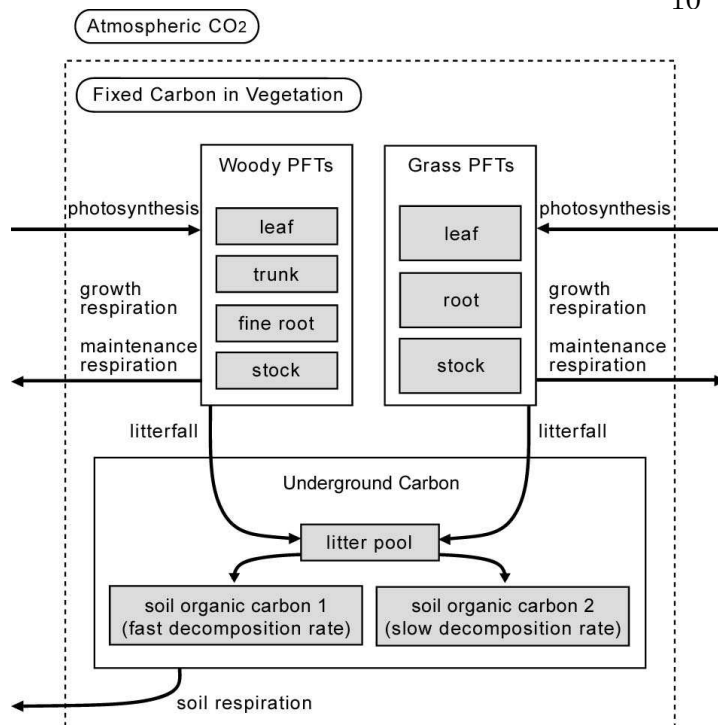 10
Atmospheric CO2
Fixed Carbon in Vegetation
Woody PFTs
Grass PFTs
photosynthesis
photosynthesis
leaf
leaf
trunk
growth
respiration
root
growth
respiration
fine root
maintenance
respiration
stock
stock
maintenance
respiration
litterfall
litterfall
Underground Carbon
litter pool
soil organic carbon 1
(fast decomposition rate)
soil organic carbon 2
(slow decomposition rate)
soil respiration